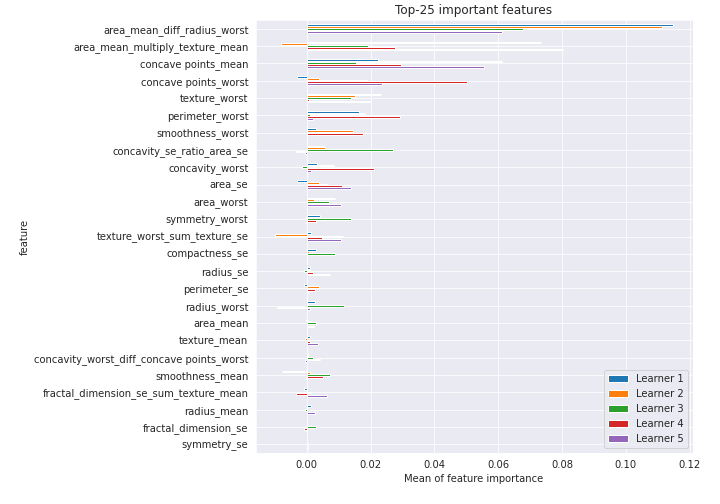 Top-25 important features
area_mean_diff_radius_worst
area_mean_multiply_texture_mean
concave points_mean
concave points_worst
texture_worst
perimeter_worst
smoothness_worst
concavity_se_ratio_area_se
concavity_worst
area_se
area_worst
symmetry_worst
texture_worst_sum_texture_se
compactness_se
radius_se
perimeter_se
radius_worst
area_mean
texture_mean
concavity_worst_diff_concave points_worst
smoothness_mean
fractal_dimension_se_sum_texture_mean
radius_mean
fractal_dimension_se
symmetry_se
feature
Learner 1
Learner 2
Learner 3
Learner 4
Learner 5
0.00 0.02 0.04 0.06 0.08 0.10 0.12
Mean of feature importance